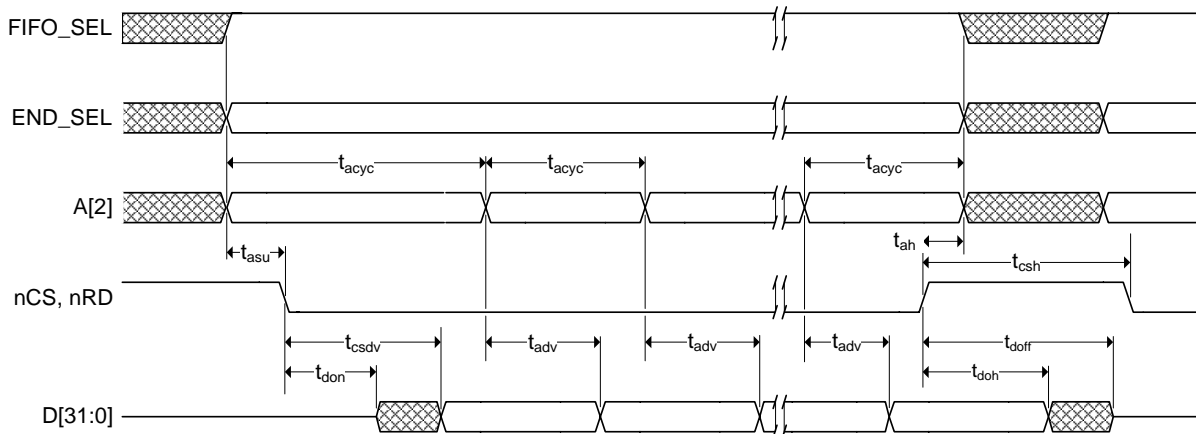 FIFO_SEL
END_SEL
tacyc tacyc tacyc
A[2]
tasu tah
tcsh
nCS, nRD
tcsdv tadv tadv tadv tdoff
tdon tdoh
D[31:0]